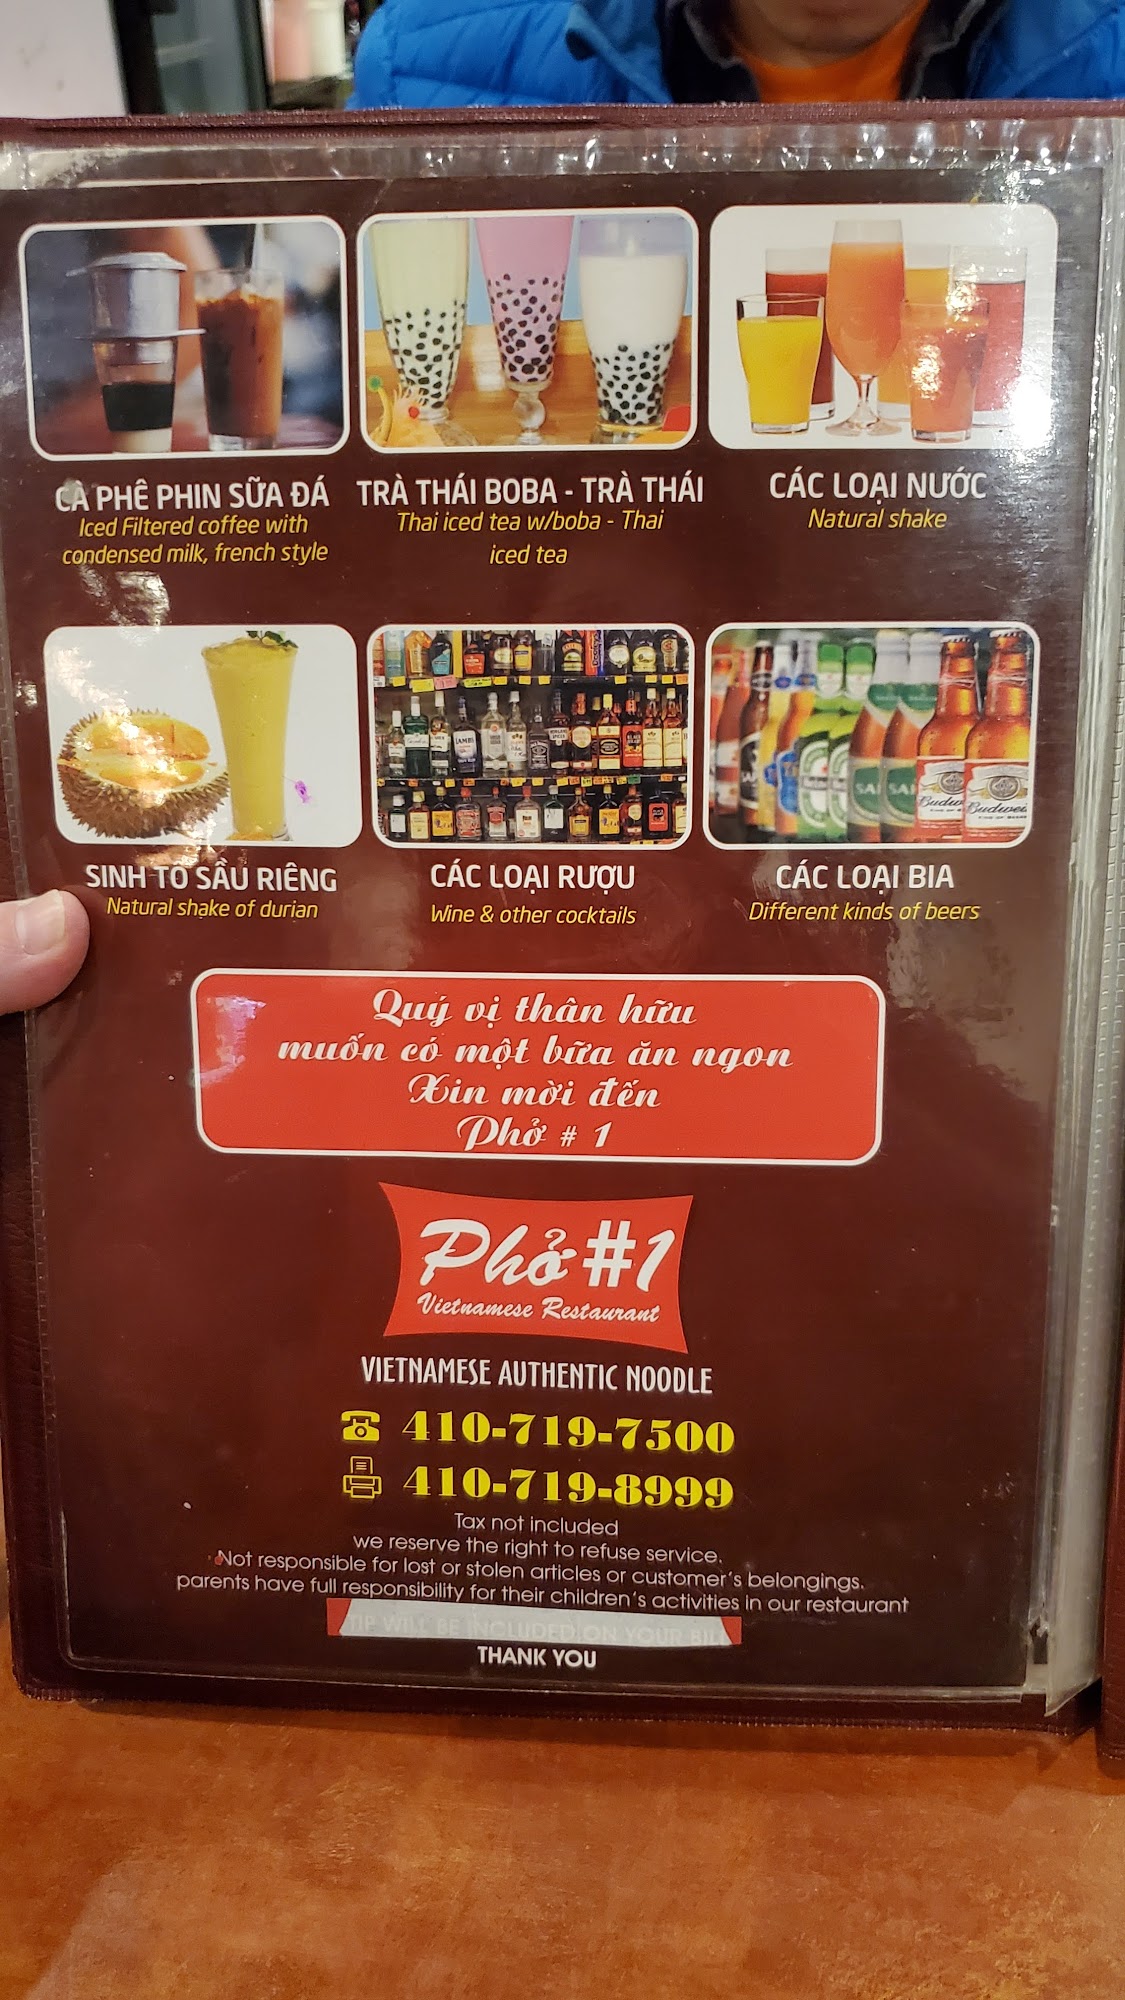 CÀ PHÊ PHIN SỮA ĐÁ
Iced Filtered coffee with
condensed milk, french style
TRÀ THÁI BOBA - TRÀ THÁI
Thai iced tea w/boba - Thai
iced tea
CÁC LOẠI NƯỚC
Natural shake
Heineken
Budwei
SINH TỐ SẦU RIÊNG
Natural shake of durian
CÁC LOẠI RƯỢU
Wine & other cocktails
CÁC LOẠI BIA
Different kinds of beers
Quý vị thân hữu
muốn có một bữa ăn ngon
Xin mời đến
Phở # 1
Phở #1
Vietnamese Restaurant
VIETNAMESE AUTHENTIC NOODLE
410-719-7500
410-719-8999
Tax not included
we reserve the right to refuse service.
Not responsible for lost or stolen articles or customer's belongings.
parents have full responsibility for their children's activities in our restaurant
TIP WILL BE INCLUDED ON YOUR BILL
THANK YOU